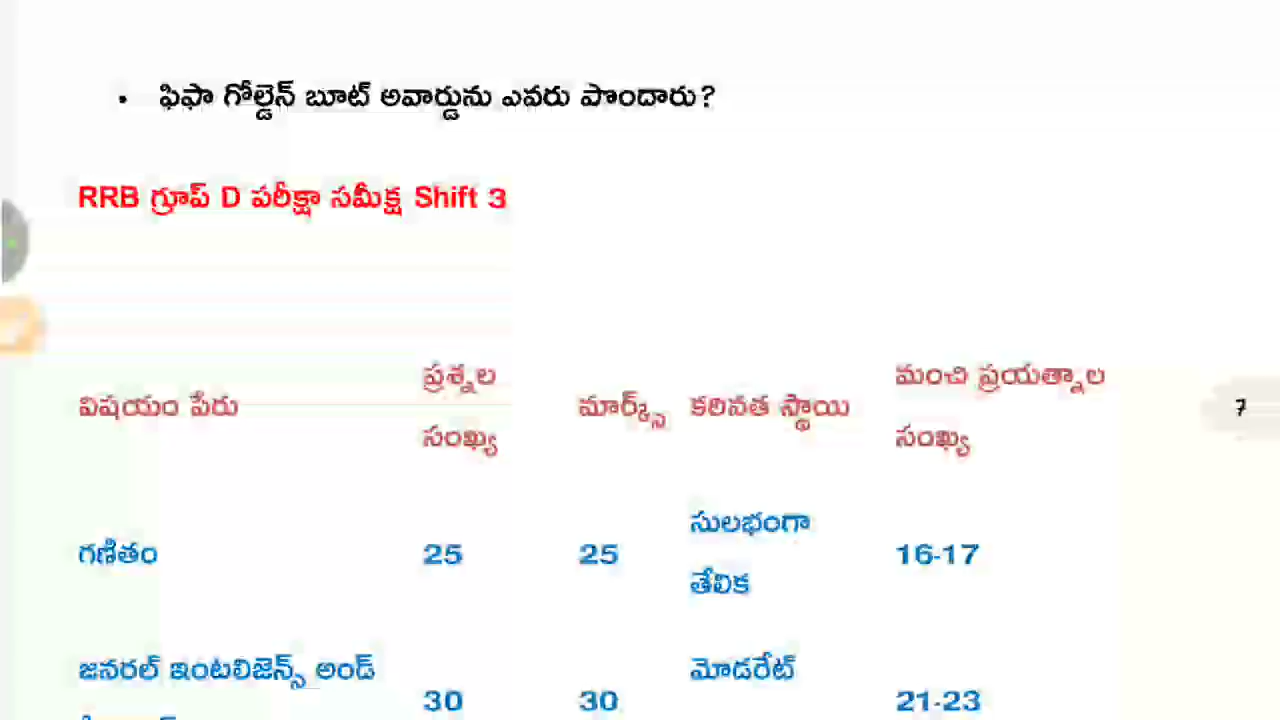 • ఫిఫా గోల్డెన్ బూట్ అవార్డును ఎవరు పొందారు?
RRB గ్రూప్ D పరీక్షా సమీక్ష Shift 3
విషయం పేరు
ప్రశ్నల
సంఖ్య
మార్క్స్
కఠినత స్థాయి
మంచి ప్రయత్నాల
సంఖ్య
7
గణితం
25
25
సులభంగా
తేలిక
16-17
జనరల్ ఇంటలిజెన్స్ అండ్
30
30
మోడరేట్
21-23